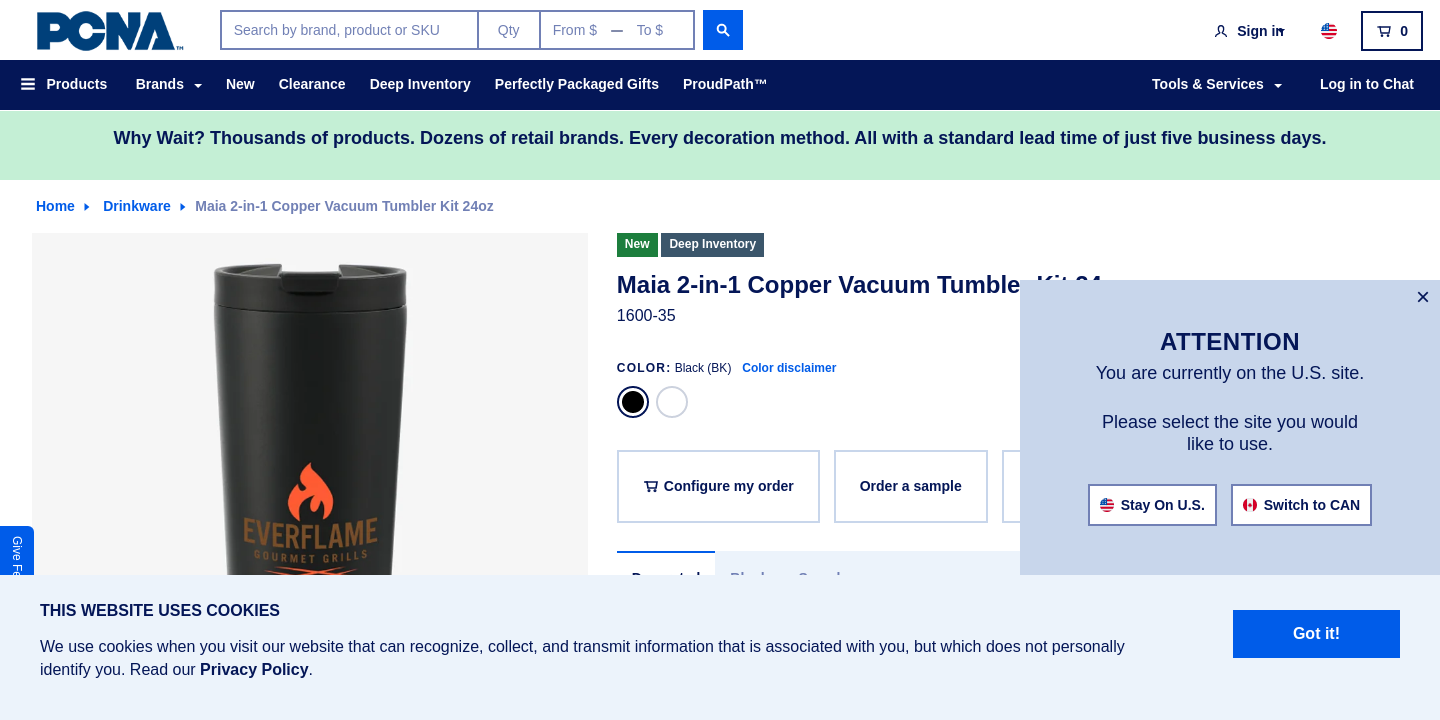 PCNA™
Search by brand, product or SKU
Qty
From $ — To $
Sign in
0
Products
Brands
New
Clearance
Deep Inventory
Perfectly Packaged Gifts
ProudPath™
Tools & Services
Log in to Chat
Why Wait? Thousands of products. Dozens of retail brands. Every decoration method. All with a standard lead time of just five business days.
Home
Drinkware
Maia 2-in-1 Copper Vacuum Tumbler Kit 24oz
New
Deep Inventory
Maia 2-in-1 Copper Vacuum Tumbler Kit 24
1600-35
COLOR: Black (BK) Color disclaimer
Configure my order
Order a sample
EVERFLAME
GOURMET GRILLS
Give Fe
ATTENTION
You are currently on the U.S. site.
Please select the site you would
like to use.
Stay On U.S.
Switch to CAN
THIS WEBSITE USES COOKIES
We use cookies when you visit our website that can recognize, collect, and transmit information that is associated with you, but which does not personally
identify you. Read our Privacy Policy.
Got it!